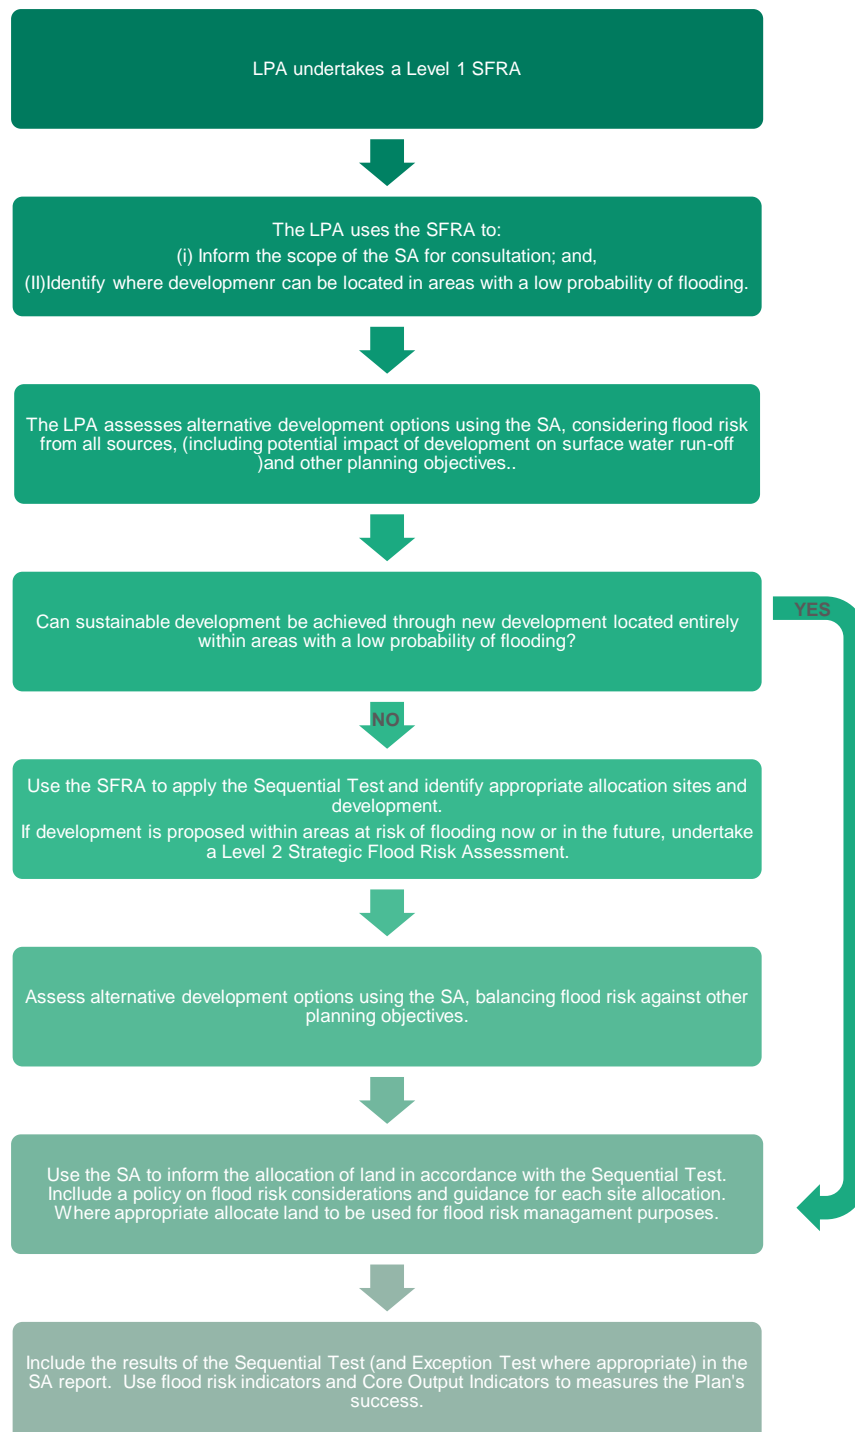 LPA undertakes a Level 1 SFRA
The LPA uses the SFRA to:
(i) Inform the scope of the SA for consultation; and,
(II)Identify where developmenr can be located in areas with a low probability of flooding.
The LPA assesses alternative development options using the SA, considering flood risk
from all sources, (including potential impact of development on surface water run-off
)and other planning objectives..
Can sustainable development be achieved through new development located entirely
within areas with a low probability of flooding?
YES
NO
Use the SFRA to apply the Sequential Test and identify appropriate allocation sites and
development.
If development is proposed within areas at risk of flooding now or in the future, undertake
a Level 2 Strategic Flood Risk Assessment.
Assess alternative development options using the SA, balancing flood risk against other
planning objectives.
Use the SA to inform the allocation of land in accordance with the Sequential Test.
Include a policy on flood risk considerations and guidance for each site allocation.
Where appropriate allocate land to be used for flood risk managament purposes.
Include the results of the Sequential Test (and Exception Test where appropriate) in the
SA report. Use flood risk indicators and Core Output Indicators to measures the Plan's
success.